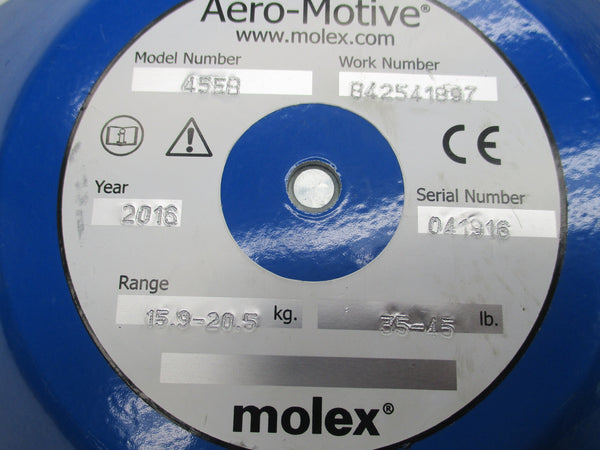 Aero-Motive®
www.molex.com
Model Number
455B
Work Number
842541897
CE
Year
2016
Serial Number
041916
Range
15.9-20.5 kg.
35-45 lb.
molex®